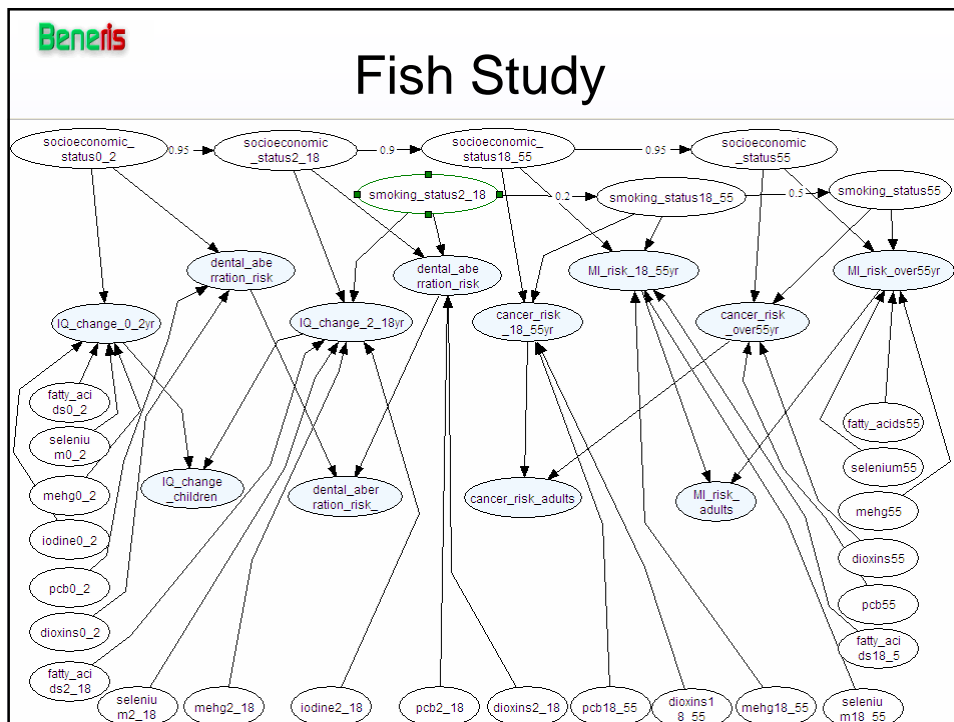 Beneris
Fish Study
socioeconomic_
status0_2
0.95
socioeconomic
_status2_18
0.9
socioeconomic_
status18_55
0.95
socioeconomic
_status55
smoking_status2_18
0.2
smoking_status18_55
0.5
smoking_status55
dental_abe
rration_risk
dental_abe
rration_risk
MI_risk_18_55yr
MI_risk_over55yr
IQ_change_0_2yr
IQ_change_2_18yr
cancer_risk
_18_55yr
cancer_risk
_over55yr
fatty_aci
ds0_2
fatty_acids55
seleniu
m0_2
selenium55
IQ_change
_children
dental_aber
ration_risk_
cancer_risk_adults
MI_risk_
adults
mehg0_2
mehg55
iodine0_2
dioxins55
pcb0_2
pcb55
dioxins0_2
fatty_aci
ds18_5
fatty_aci
ds2_18
seleniu
m2_18
mehg2_18
iodine2_18
pcb2_18
dioxins2_18
pcb18_55
dioxins1
8_55
mehg18_55
seleniu
m18_55